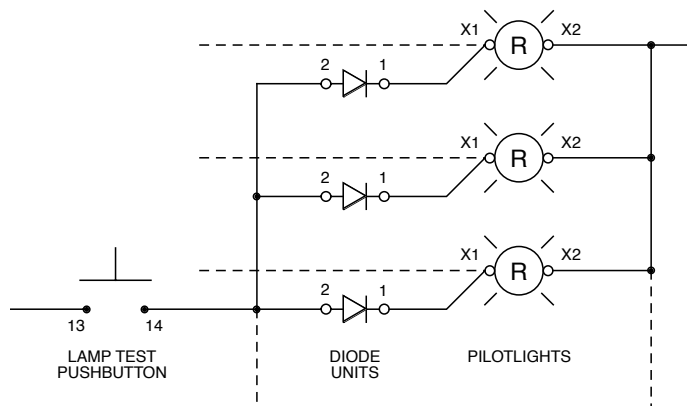 X1 R X2
2 1
X1 R X2
2 1
X1 R X2
2 1
13 14
LAMP TEST
PUSHBUTTON
DIODE
UNITS
PILOTLIGHTS